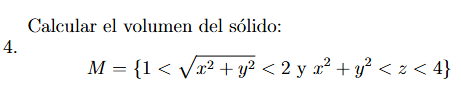 Calcular el volumen del sólido:
4.
M = {1 < √(x² + y²) < 2 y x² + y² < z < 4}